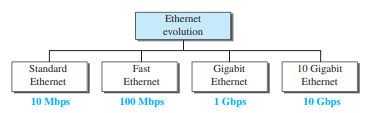 Ethernet
evolution
Standard
Ethernet
Fast
Ethernet
Gigabit
Ethernet
10 Gigabit
Ethernet
10 Mbps
100 Mbps
1 Gbps
10 Gbps